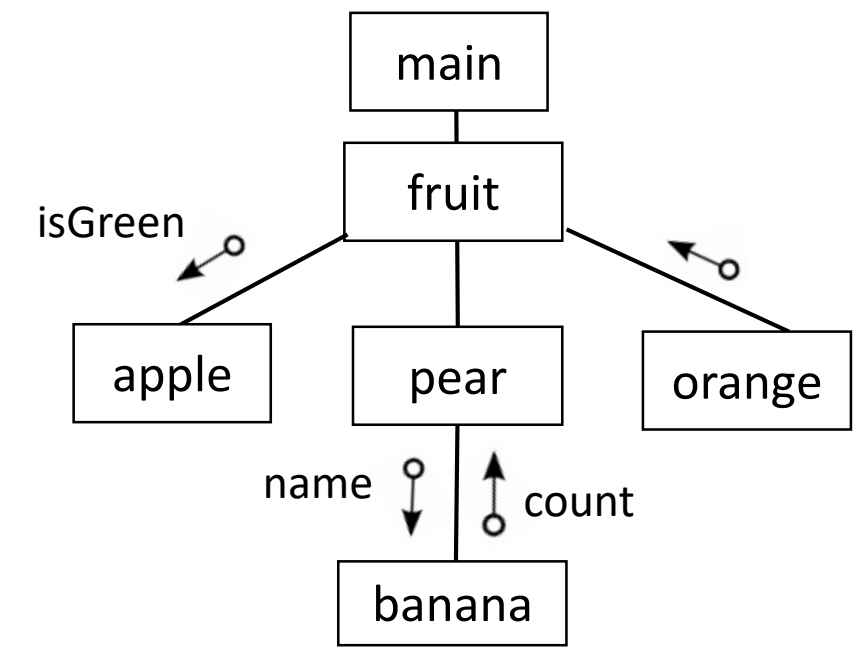 main
fruit
isGreen
apple
pear
orange
name
count
banana